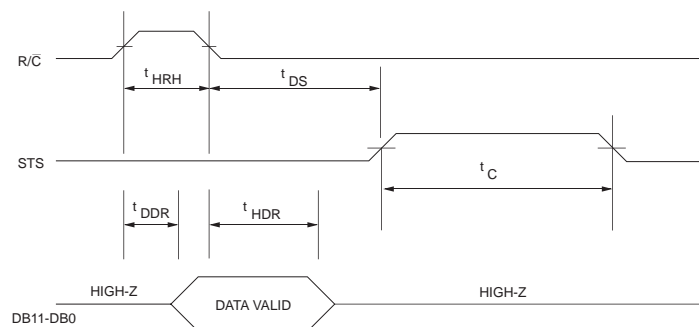 R/C̅
t HRH
t DS
STS
t C
t DDR
t HDR
HIGH-Z
DATA VALID
HIGH-Z
DB11-DB0